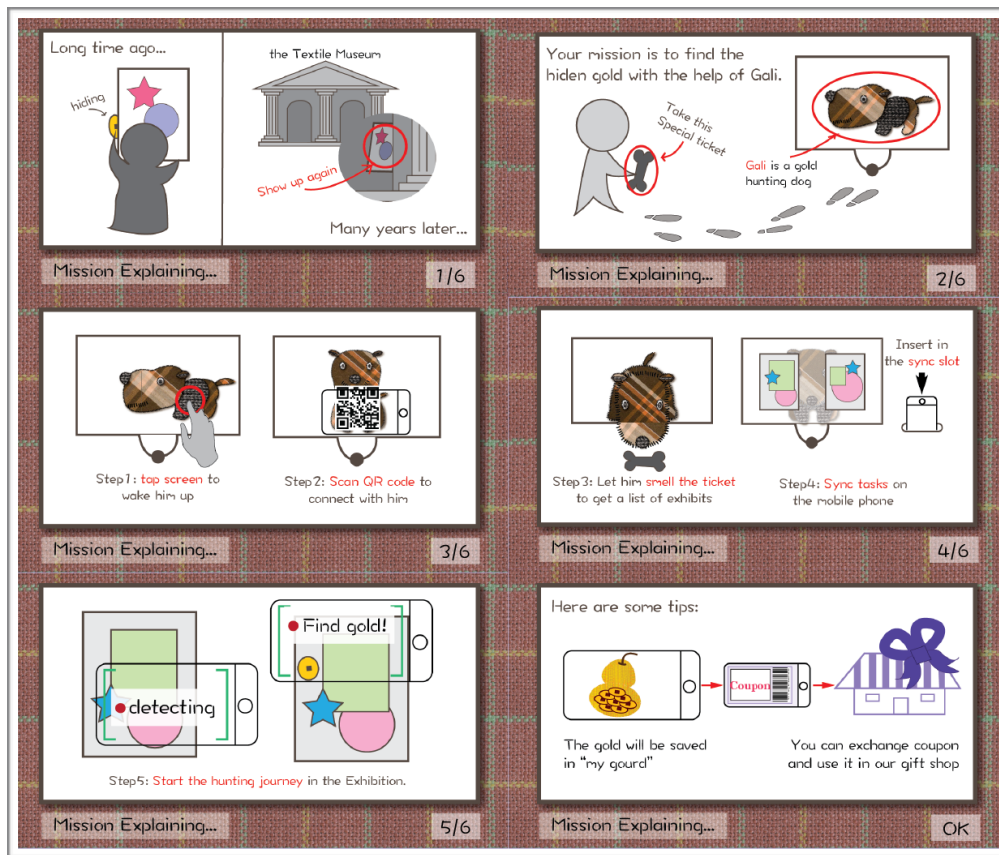 Long time ago...
hiding
the Textile Museum
Show up again
Many years later...
Mission Explaining...
1/6
Your mission is to find the
hiden gold with the help of Gali.
Take this
Special ticket
Gali is a gold
hunting dog
Mission Explaining...
2/6
Step1: tap screen to
wake him up
Step2: Scan QR code to
connect with him
Mission Explaining...
3/6
Insert in
the sync slot
Step3: Let him smell the ticket
to get a list of exhibits
Step4: Sync tasks on
the mobile phone
Mission Explaining...
4/6
detecting
Find gold!
Step5: Start the hunting journey in the Exhibition.
Mission Explaining...
5/6
Here are some tips:
Coupon
The gold will be saved
in “my gourd”
You can exchange coupon
and use it in our gift shop
Mission Explaining...
OK